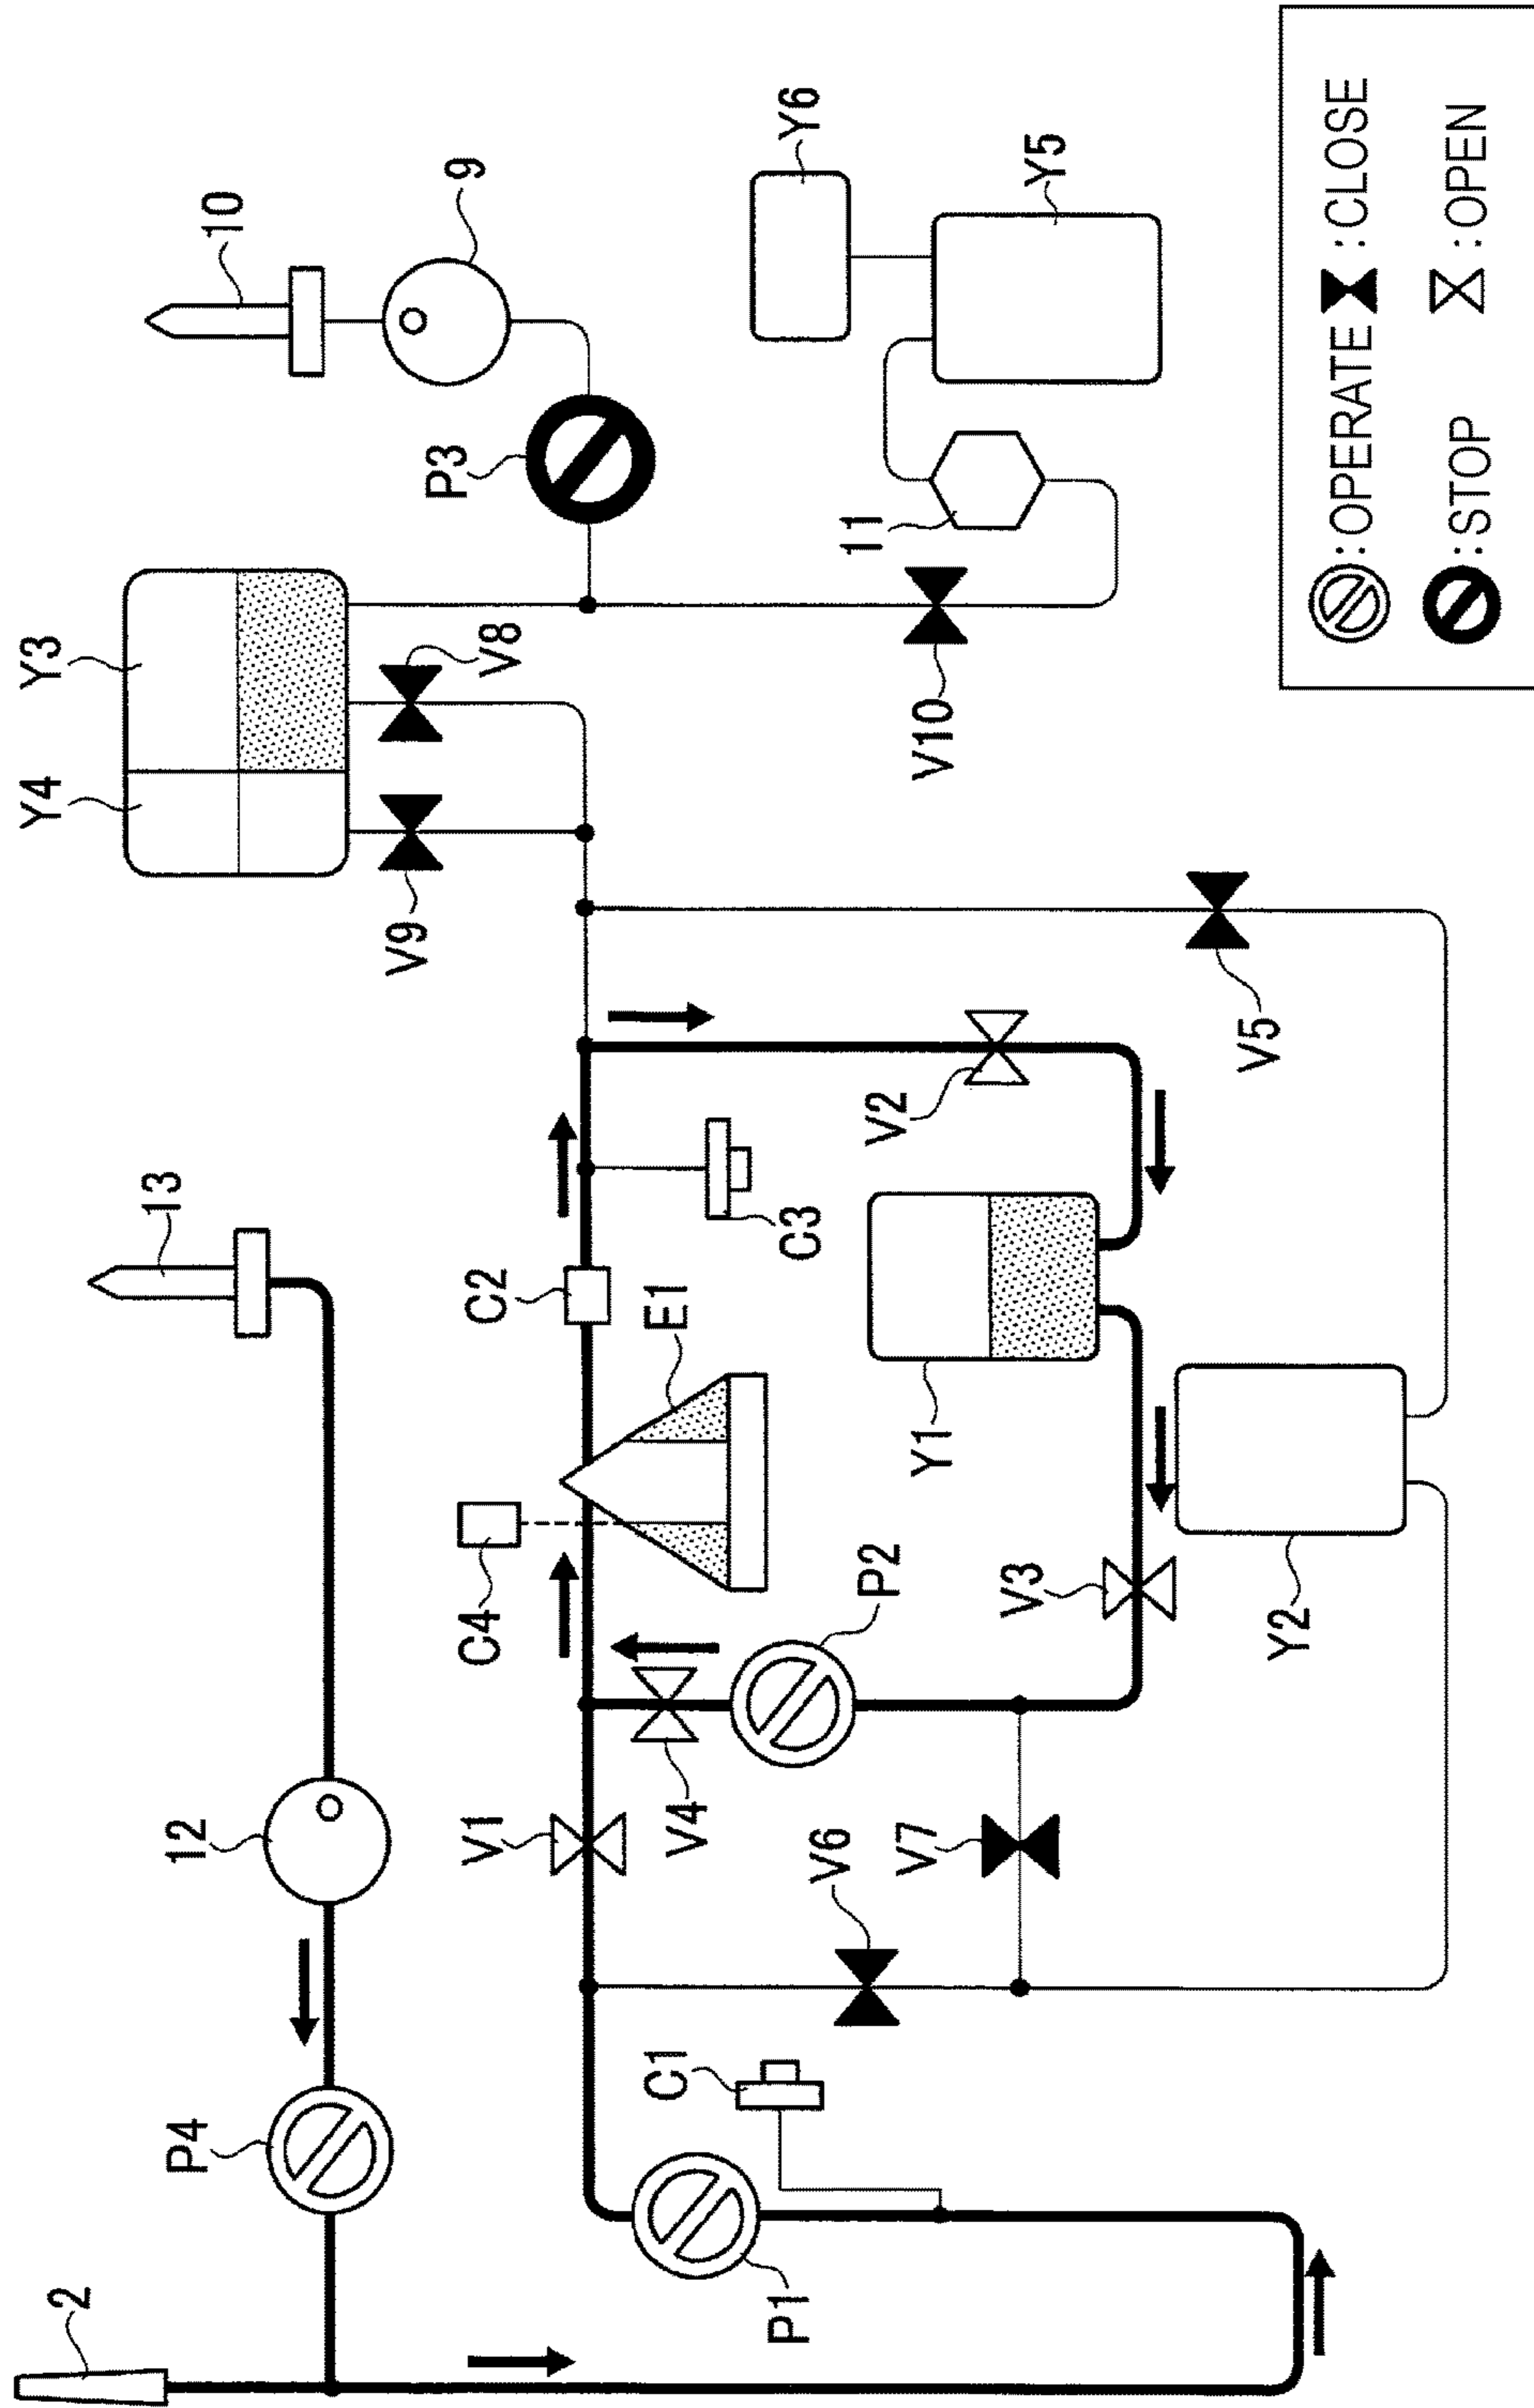 2
P4
12
13
10
9
Y4
Y3
V9
V8
P3
C4
C2
E1
C3
V1
V4
P2
C1
P1
V6
V7
V3
Y1
V2
Y2
V5
V10
11
Y6
Y5
:OPERATE :CLOSE
:STOP :OPEN